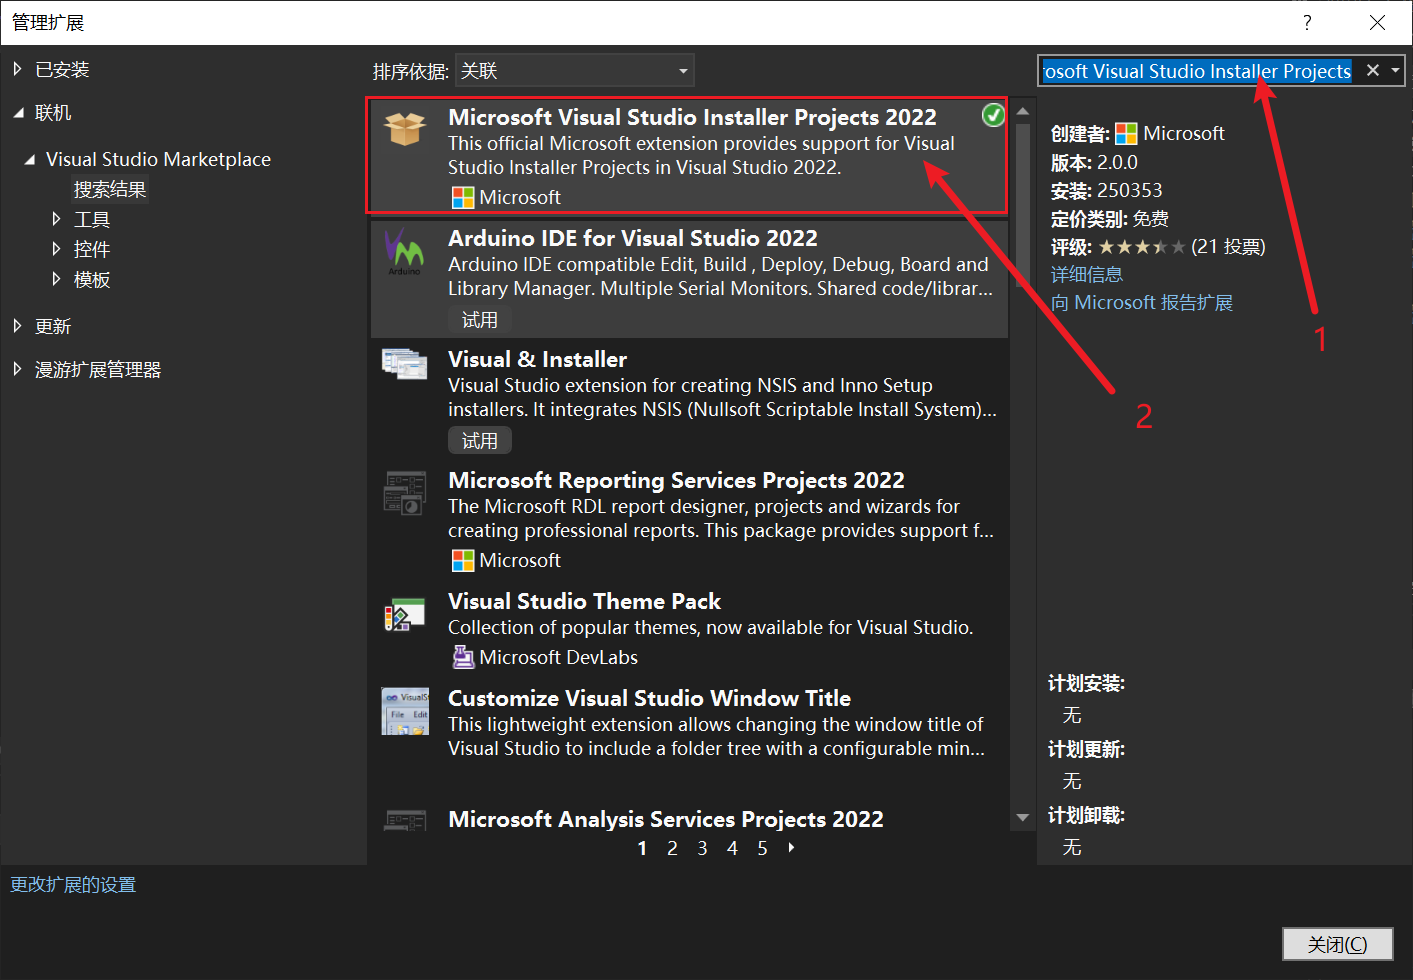 管理扩展
?
已安装
联机
Visual Studio Marketplace
搜索结果
工具
控件
模板
更新
漫游扩展管理器
排序依据: 关联
Microsoft Visual Studio Installer Projects 2022
This official Microsoft extension provides support for Visual
Studio Installer Projects in Visual Studio 2022.
Microsoft
Arduino
Arduino IDE for Visual Studio 2022
Arduino IDE compatible Edit, Build , Deploy, Debug, Board and
Library Manager. Multiple Serial Monitors. Shared code/librar...
试用
Visual & Installer
Visual Studio extension for creating NSIS and Inno Setup
installers. It integrates NSIS (Nullsoft Scriptable Install System)...
试用
Microsoft Reporting Services Projects 2022
The Microsoft RDL report designer, projects and wizards for
creating professional reports. This package provides support f...
Microsoft
Visual Studio Theme Pack
Collection of popular themes, now available for Visual Studio.
Microsoft DevLabs
VisualSt
File Edit
Customize Visual Studio Window Title
This lightweight extension allows changing the window title of
Visual Studio to include a folder tree with a configurable min...
Microsoft Analysis Services Projects 2022
1 2 3 4 5
rosoft Visual Studio Installer Projects
创建者: Microsoft
版本: 2.0.0
安装: 250353
定价类别: 免费
评级: ★★★★★ (21 投票)
详细信息
向 Microsoft 报告扩展
1
2
计划安装:
无
计划更新:
无
计划卸载:
无
更改扩展的设置
关闭(C)